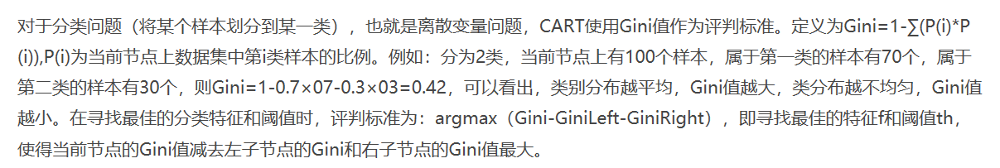 对于分类问题（将某个样本划分到某一类），也就是离散变量问题，CART使用Gini值作为评判标准。定义为Gini=1-∑(P(i)*P
(i)),P(i)为当前节点上数据集中第i类样本的比例。例如：分为2类，当前节点上有100个样本，属于第一类的样本有70个，属于
第二类的样本有30个，则Gini=1-0.7×07-0.3×03=0.42，可以看出，类别分布越平均，Gini值越大，类分布越不均匀，Gini值
越小。在寻找最佳的分类特征和阈值时，评判标准为：argmax（Gini-GiniLeft-GiniRight），即寻找最佳的特征f和阈值th，
使得当前节点的Gini值减去左子节点的Gini和右子节点的Gini值最大。